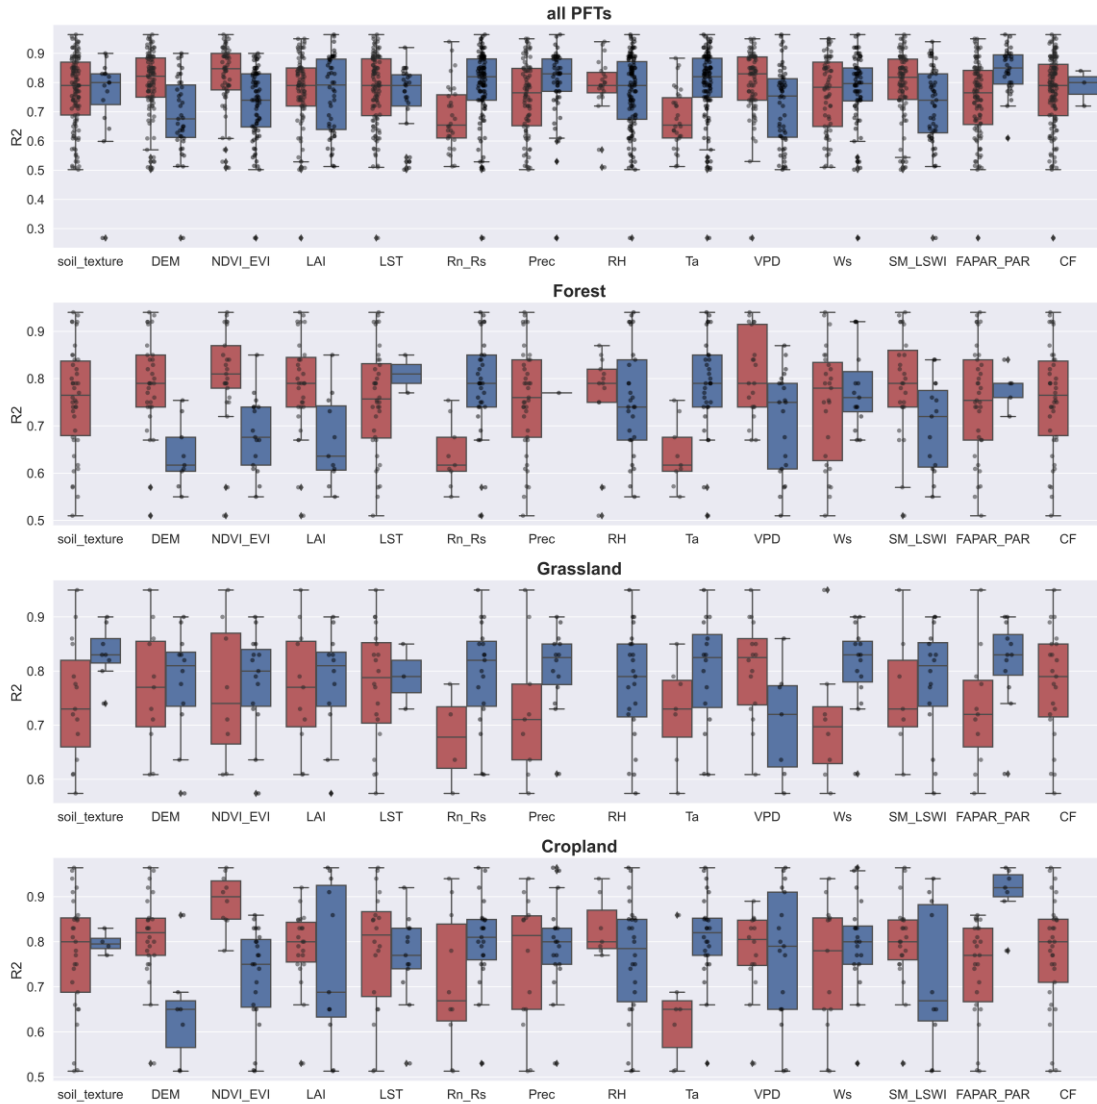 all PFTs
0.9
0.8
0.7
0.6
0.5
0.4
0.3
R2
soil_texture DEM NDVI_EVI LAI LST Rn_Rs Prec RH Ta VPD Ws SM_LSWI FAPAR_PAR CF
Forest
0.9
0.8
0.7
0.6
0.5
R2
soil_texture DEM NDVI_EVI LAI LST Rn_Rs Prec RH Ta VPD Ws SM_LSWI FAPAR_PAR CF
Grassland
0.9
0.8
0.7
0.6
R2
soil_texture DEM NDVI_EVI LAI LST Rn_Rs Prec RH Ta VPD Ws SM_LSWI FAPAR_PAR CF
Cropland
0.9
0.8
0.7
0.6
0.5
R2
soil_texture DEM NDVI_EVI LAI LST Rn_Rs Prec RH Ta VPD Ws SM_LSWI FAPAR_PAR CF